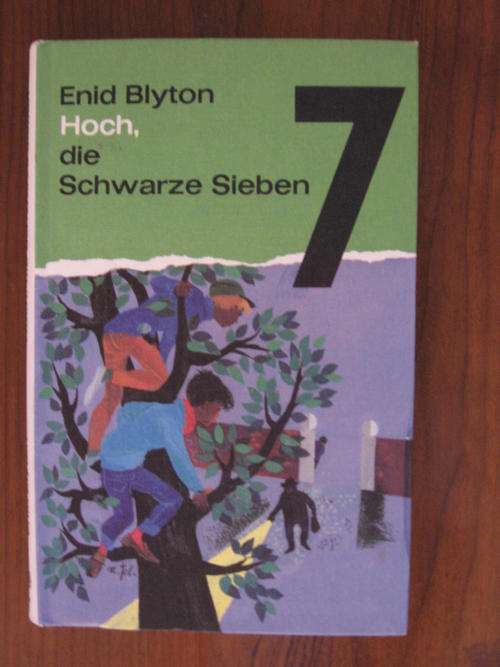 Enid Blyton
Hoch,
die
Schwarze Sieben
7